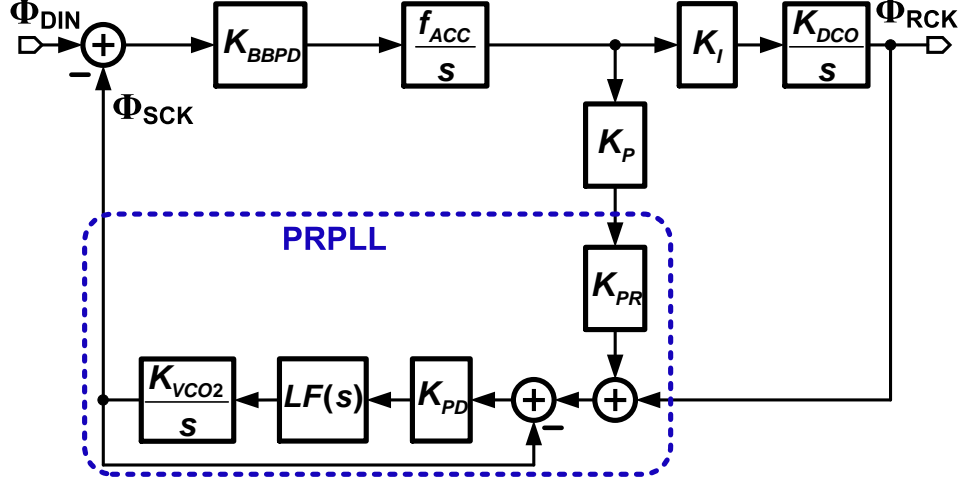 Φ_DIN
+
−
Φ_SCK
K_BBPD
f_ACC
s
K_I
K_DCO
s
Φ_RCK
K_P
PRPLL
K_PR
K_VCO2
s
LF(s)
K_PD
+
−
+